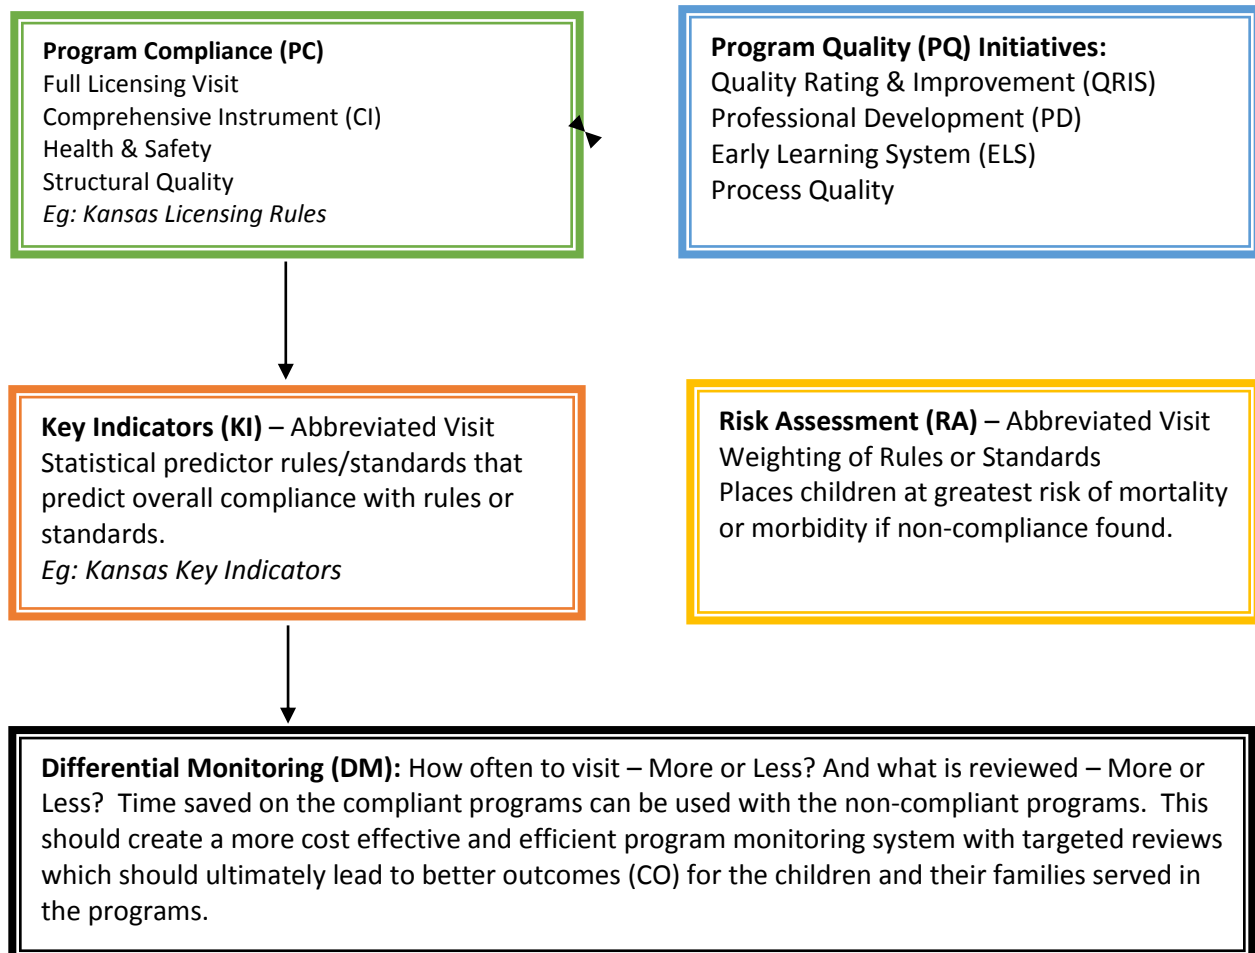 Program Compliance (PC)
Full Licensing Visit
Comprehensive Instrument (CI)
Health & Safety
Structural Quality
Eg: Kansas Licensing Rules
Program Quality (PQ) Initiatives:
Quality Rating & Improvement (QRIS)
Professional Development (PD)
Early Learning System (ELS)
Process Quality
Key Indicators (KI) – Abbreviated Visit
Statistical predictor rules/standards that
predict overall compliance with rules or
standards.
Eg: Kansas Key Indicators
Risk Assessment (RA) – Abbreviated Visit
Weighting of Rules or Standards
Places children at greatest risk of mortality
or morbidity if non-compliance found.
Differential Monitoring (DM): How often to visit – More or Less? And what is reviewed – More or
Less?  Time saved on the compliant programs can be used with the non-compliant programs.  This
should create a more cost effective and efficient program monitoring system with targeted reviews
which should ultimately lead to better outcomes (CO) for the children and their families served in
the programs.